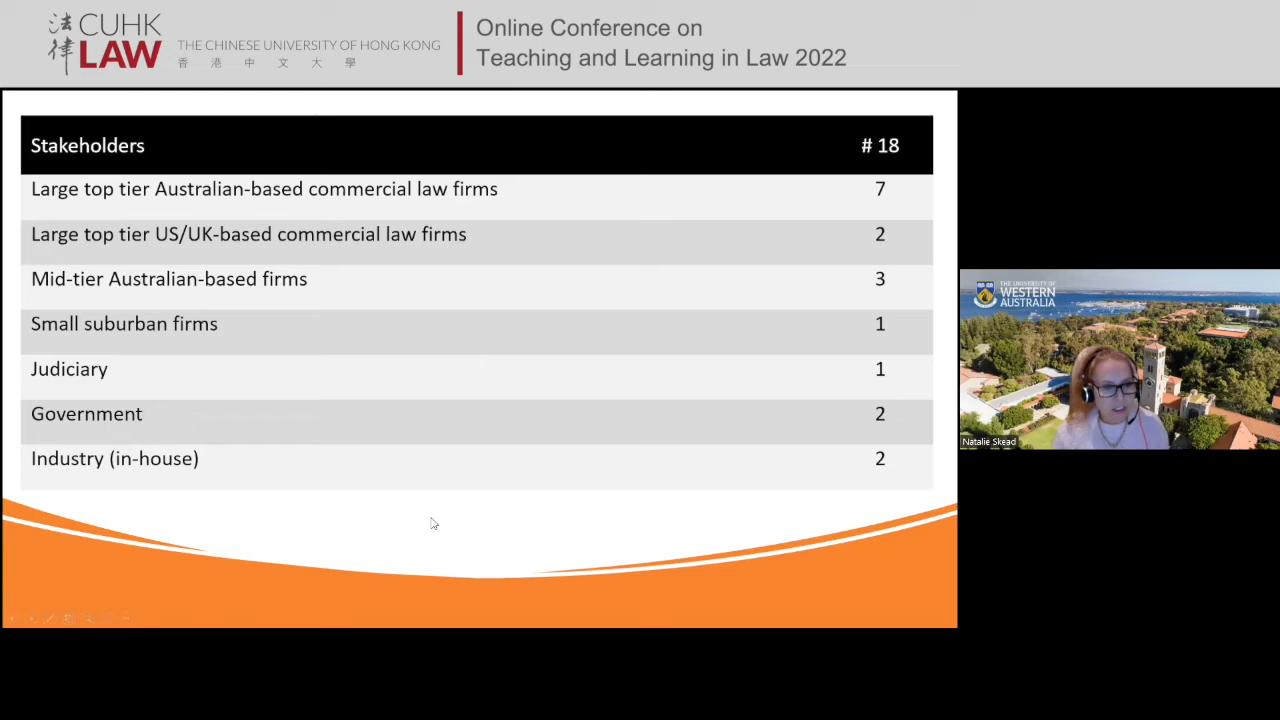 法律
CUHK
LAW
THE CHINESE UNIVERSITY OF HONG KONG
香港中文大學
Online Conference on
Teaching and Learning in Law 2022
Stakeholders # 18
Large top tier Australian-based commercial law firms 7
Large top tier US/UK-based commercial law firms 2
Mid-tier Australian-based firms 3
Small suburban firms 1
Judiciary 1
Government 2
Industry (in-house) 2
THE UNIVERSITY OF
WESTERN
AUSTRALIA
Natalie Skead